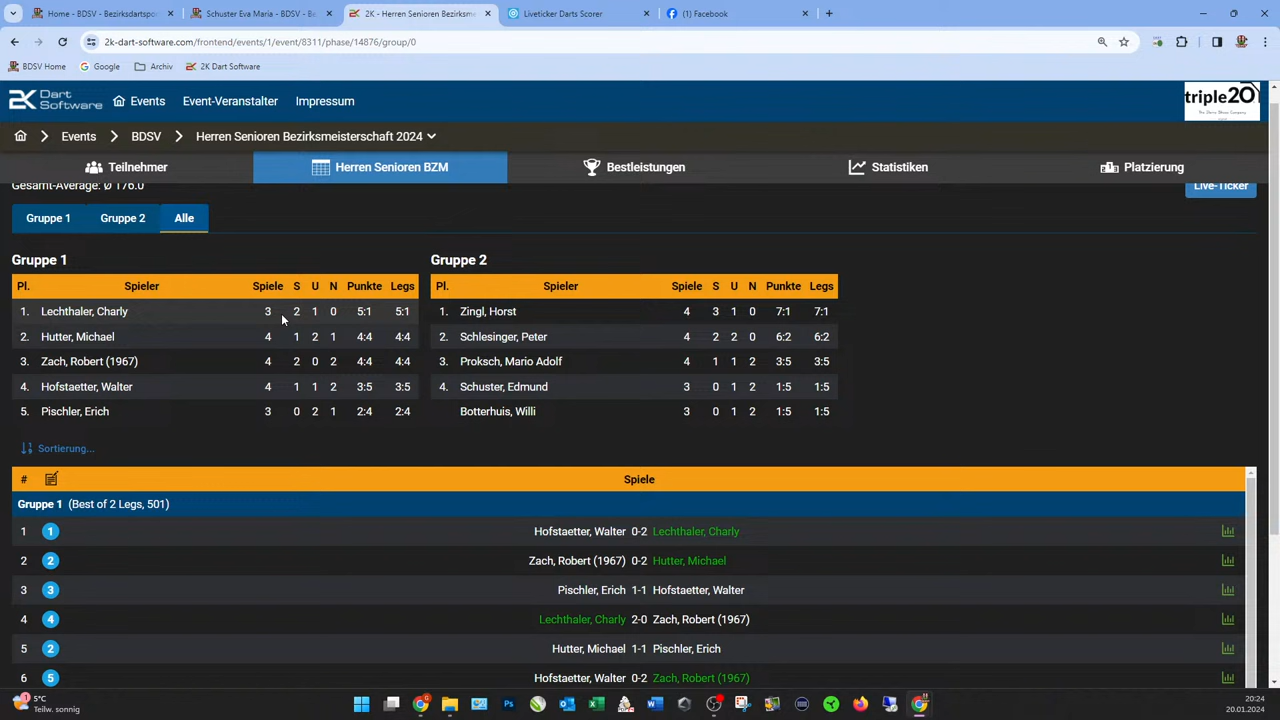 Home - BDSV - Bezirksdartspo
Schuster Eva Maria - BDSV - Be
2K - Herren Senioren Bezirksme
Liveticker Darts Scorer
(1) Facebook
2k-dart-software.com/frontend/events/1/event/8311/phase/14876/group/0
BDSV Home
Google
Archiv
2K Dart Software
2K Dart Software
Events
Event-Veranstalter
Impressum
triple20
Events
BDSV
Herren Senioren Bezirksmeisterschaft 2024
Teilnehmer
Herren Senioren BZM
Bestleistungen
Statistiken
Platzierung
Gesamt-Average: Ø 176.0
Live-Ticker
Gruppe 1 Gruppe 2 Alle
Gruppe 1
Pl. Spieler Spiele S U N Punkte Legs
1. Lechthaler, Charly 3 2 1 0 5:1 5:1
2. Hutter, Michael 4 1 2 1 4:4 4:4
3. Zach, Robert (1967) 4 2 0 2 4:4 4:4
4. Hofstaetter, Walter 4 1 1 2 3:5 3:5
5. Pischler, Erich 3 0 2 1 2:4 2:4
Gruppe 2
Pl. Spieler Spiele S U N Punkte Legs
1. Zingl, Horst 4 3 1 0 7:1 7:1
2. Schlesinger, Peter 4 2 2 0 6:2 6:2
3. Proksch, Mario Adolf 4 1 1 2 3:5 3:5
4. Schuster, Edmund 3 0 1 2 1:5 1:5
Botterhuis, Willi 3 0 1 2 1:5 1:5
Sortierung...
# Spiele
Gruppe 1 (Best of 2 Legs, 501)
1 1 Hofstaetter, Walter 0-2 Lechthaler, Charly
2 2 Zach, Robert (1967) 0-2 Hutter, Michael
3 3 Pischler, Erich 1-1 Hofstaetter, Walter
4 4 Lechthaler, Charly 2-0 Zach, Robert (1967)
5 2 Hutter, Michael 1-1 Pischler, Erich
6 5 Hofstaetter, Walter 0-2 Zach, Robert (1967)
1
5°C
Teilw. sonnig
20:24
20.01.2024